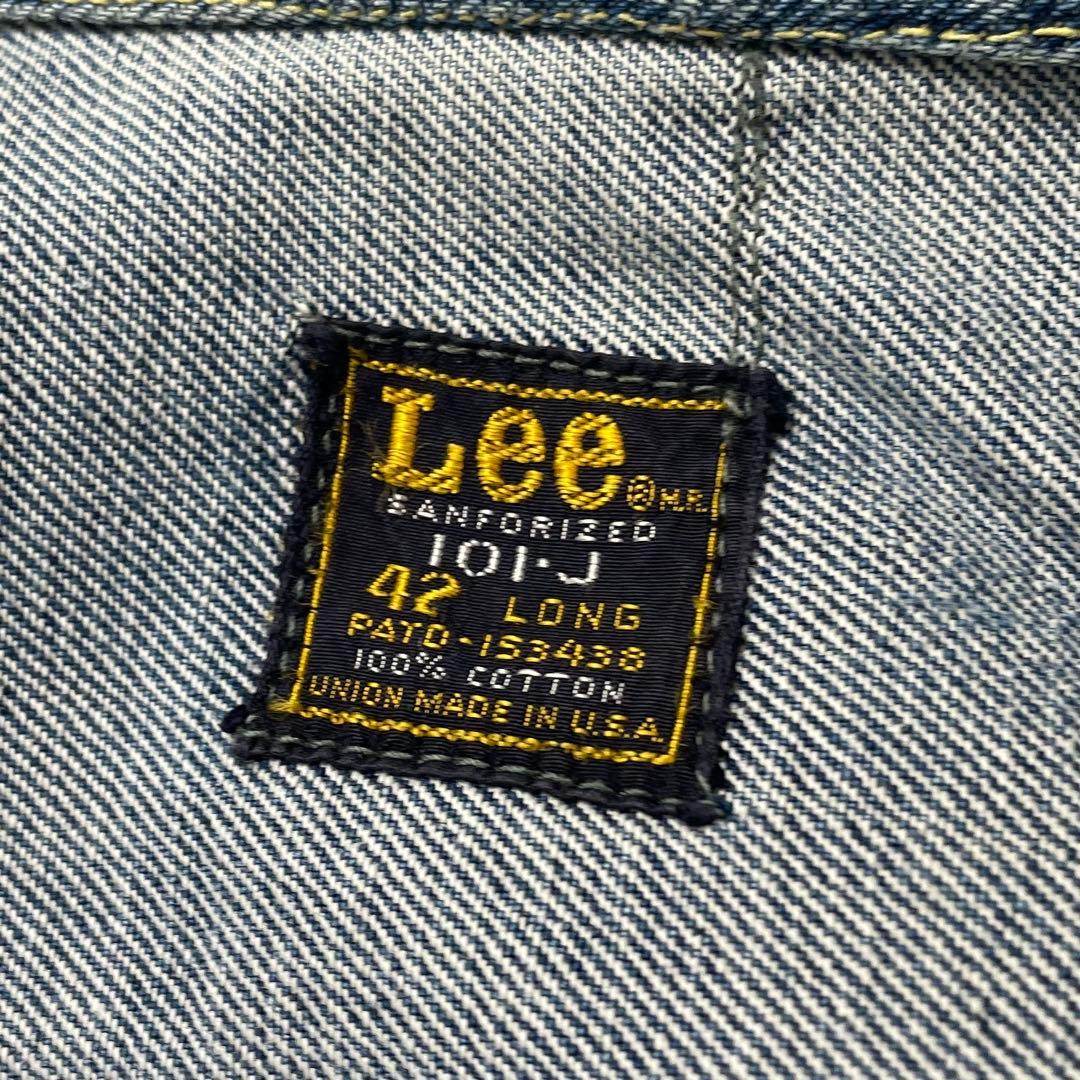 Lee ® M.R.
SANFORIZED
101-J
42 LONG
PATD-153438
100% COTTON
UNION MADE IN U.S.A.